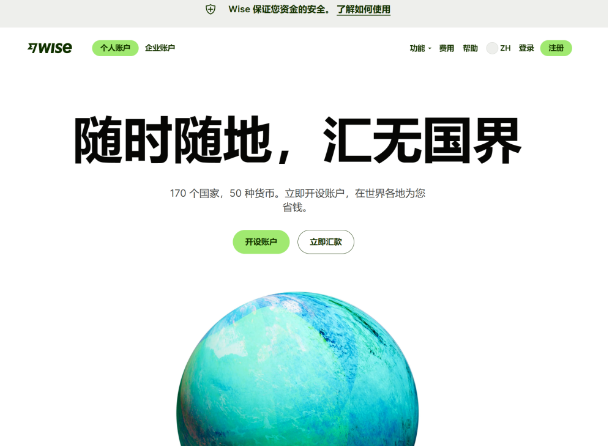 Wise 保证您资金的安全。 了解如何使用
WISE 个人账户 企业账户 功能 费用 帮助 ZH 登录 注册
随时随地，汇无国界
170 个国家，50 种货币。立即开设账户，在世界各地为您
省钱。
开设账户 立即汇款